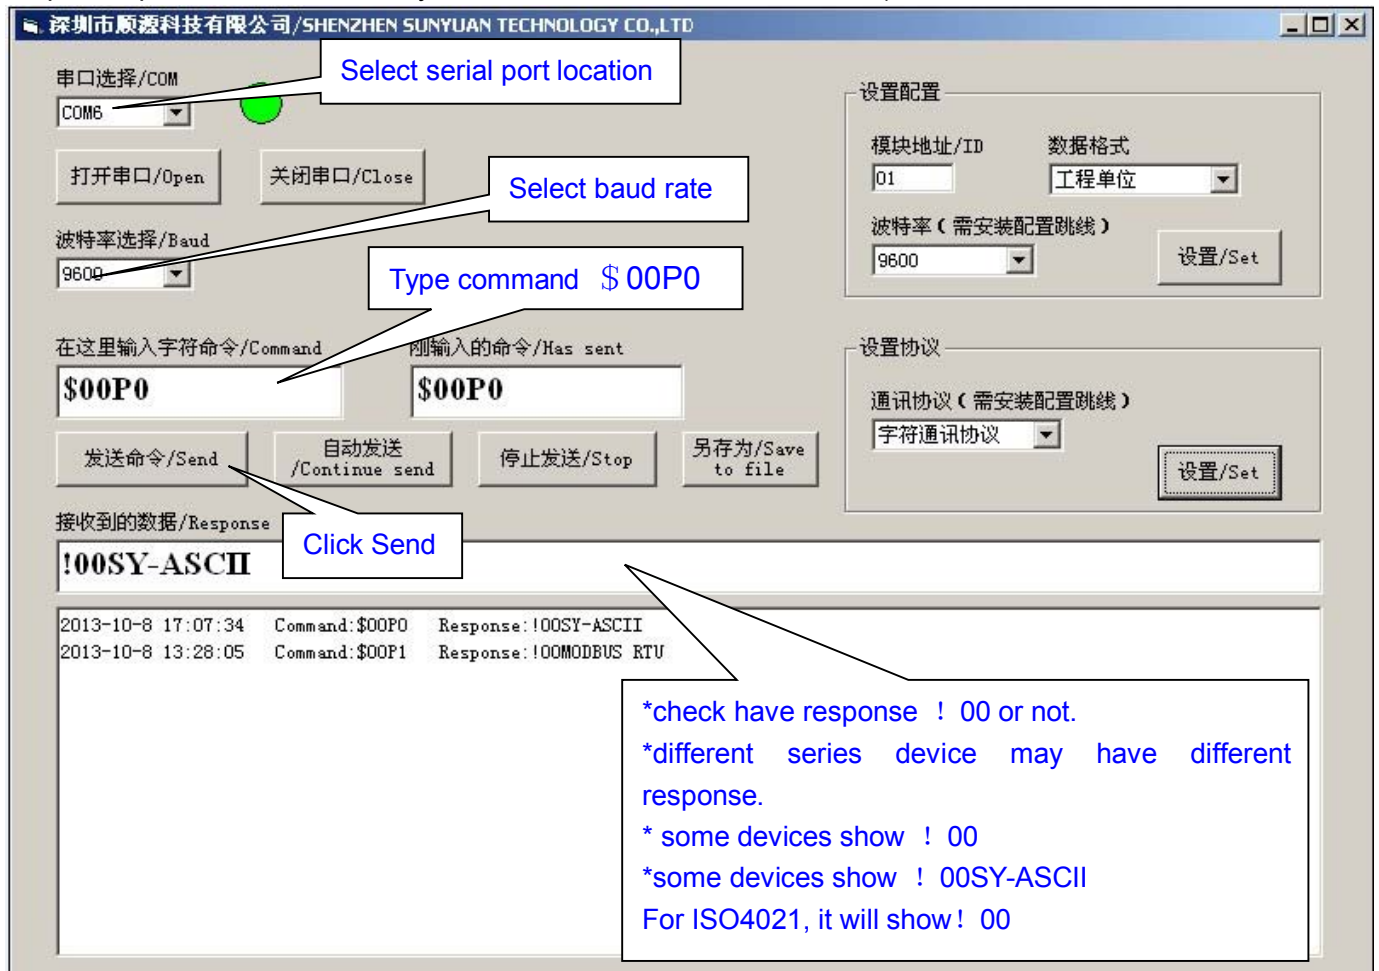 深圳市顺源科技有限公司/SHENZHEN SUNYUAN TECHNOLOGY CO.,LTD
串口选择/COM
Select serial port location
COM6
打开串口/Open
关闭串口/Close
Select baud rate
波特率选择/Baud
9600
Type command $00P0
在这里输入字符命令/Command
刚输入的命令/Has sent
$00P0
$00P0
发送命令/Send
自动发送
/Continue send
停止发送/Stop
另存为/Save
to file
设置配置
模块地址/ID
数据格式
01
工程单位
波特率(需安装配置跳线)
9600
设置/Set
设置协议
通讯协议(需安装配置跳线)
字符通讯协议
设置/Set
接收到的数据/Response
Click Send
!00SY-ASCII
2013-10-8 17:07:34 Command:$00P0 Response:!00SY-ASCII
2013-10-8 13:28:05 Command:$00P1 Response:!00MODBUS RTU
*check have response ！ 00 or not.
*different series device may have different
response.
* some devices show ！ 00
*some devices show ！ 00SY-ASCII
For ISO4021, it will show！ 00